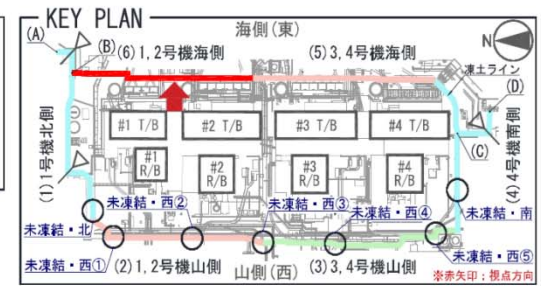 KEY PLAN
海側(東)
N
(A)
(B)
(6)1,2号機海側
(5)3,4号機海側
凍土ライン
(D)
#1 T/B
#2 T/B
#3 T/B
#4 T/B
(C)
(1)1号機北側
(4)4号機南側
#1
R/B
#2
R/B
#3
R/B
#4
R/B
未凍結・西②
未凍結・西③
未凍結・西④
未凍結・北
未凍結・南
未凍結・西①
(2)1,2号機山側
山側(西)
(3)3,4号機山側
未凍結・西⑤
※赤矢印:視点方向